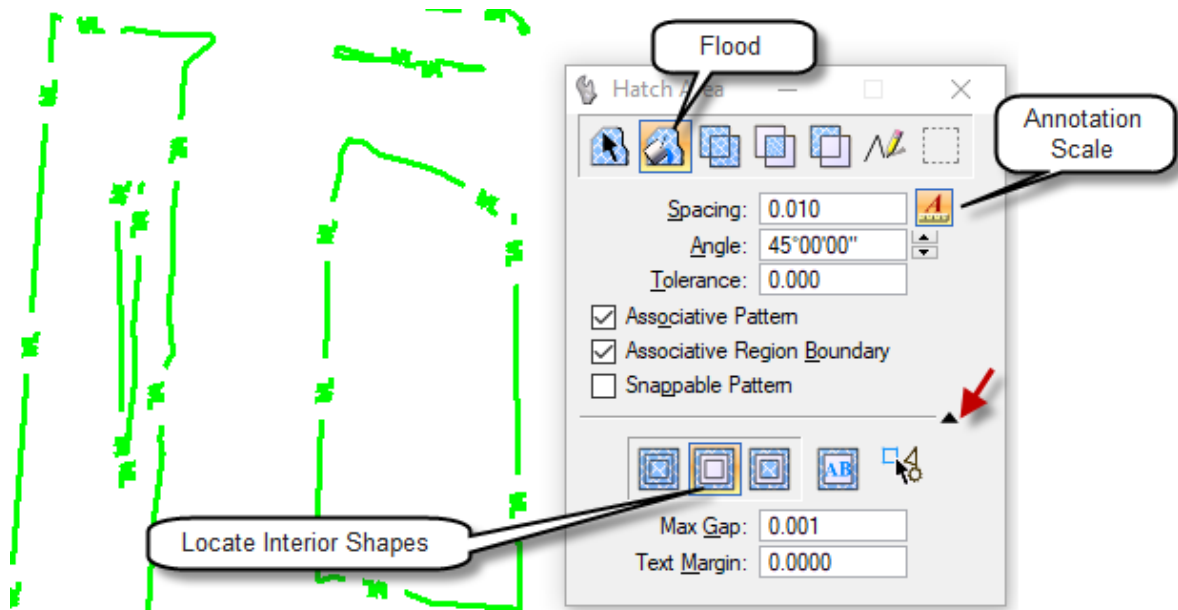 Flood
Hatch Area
Annotation
Scale
Spacing: 0.010
Angle: 45°00'00"
Tolerance: 0.000
Associative Pattern
Associative Region Boundary
Snappable Pattern
AB
Locate Interior Shapes
Max Gap: 0.001
Text Margin: 0.0000